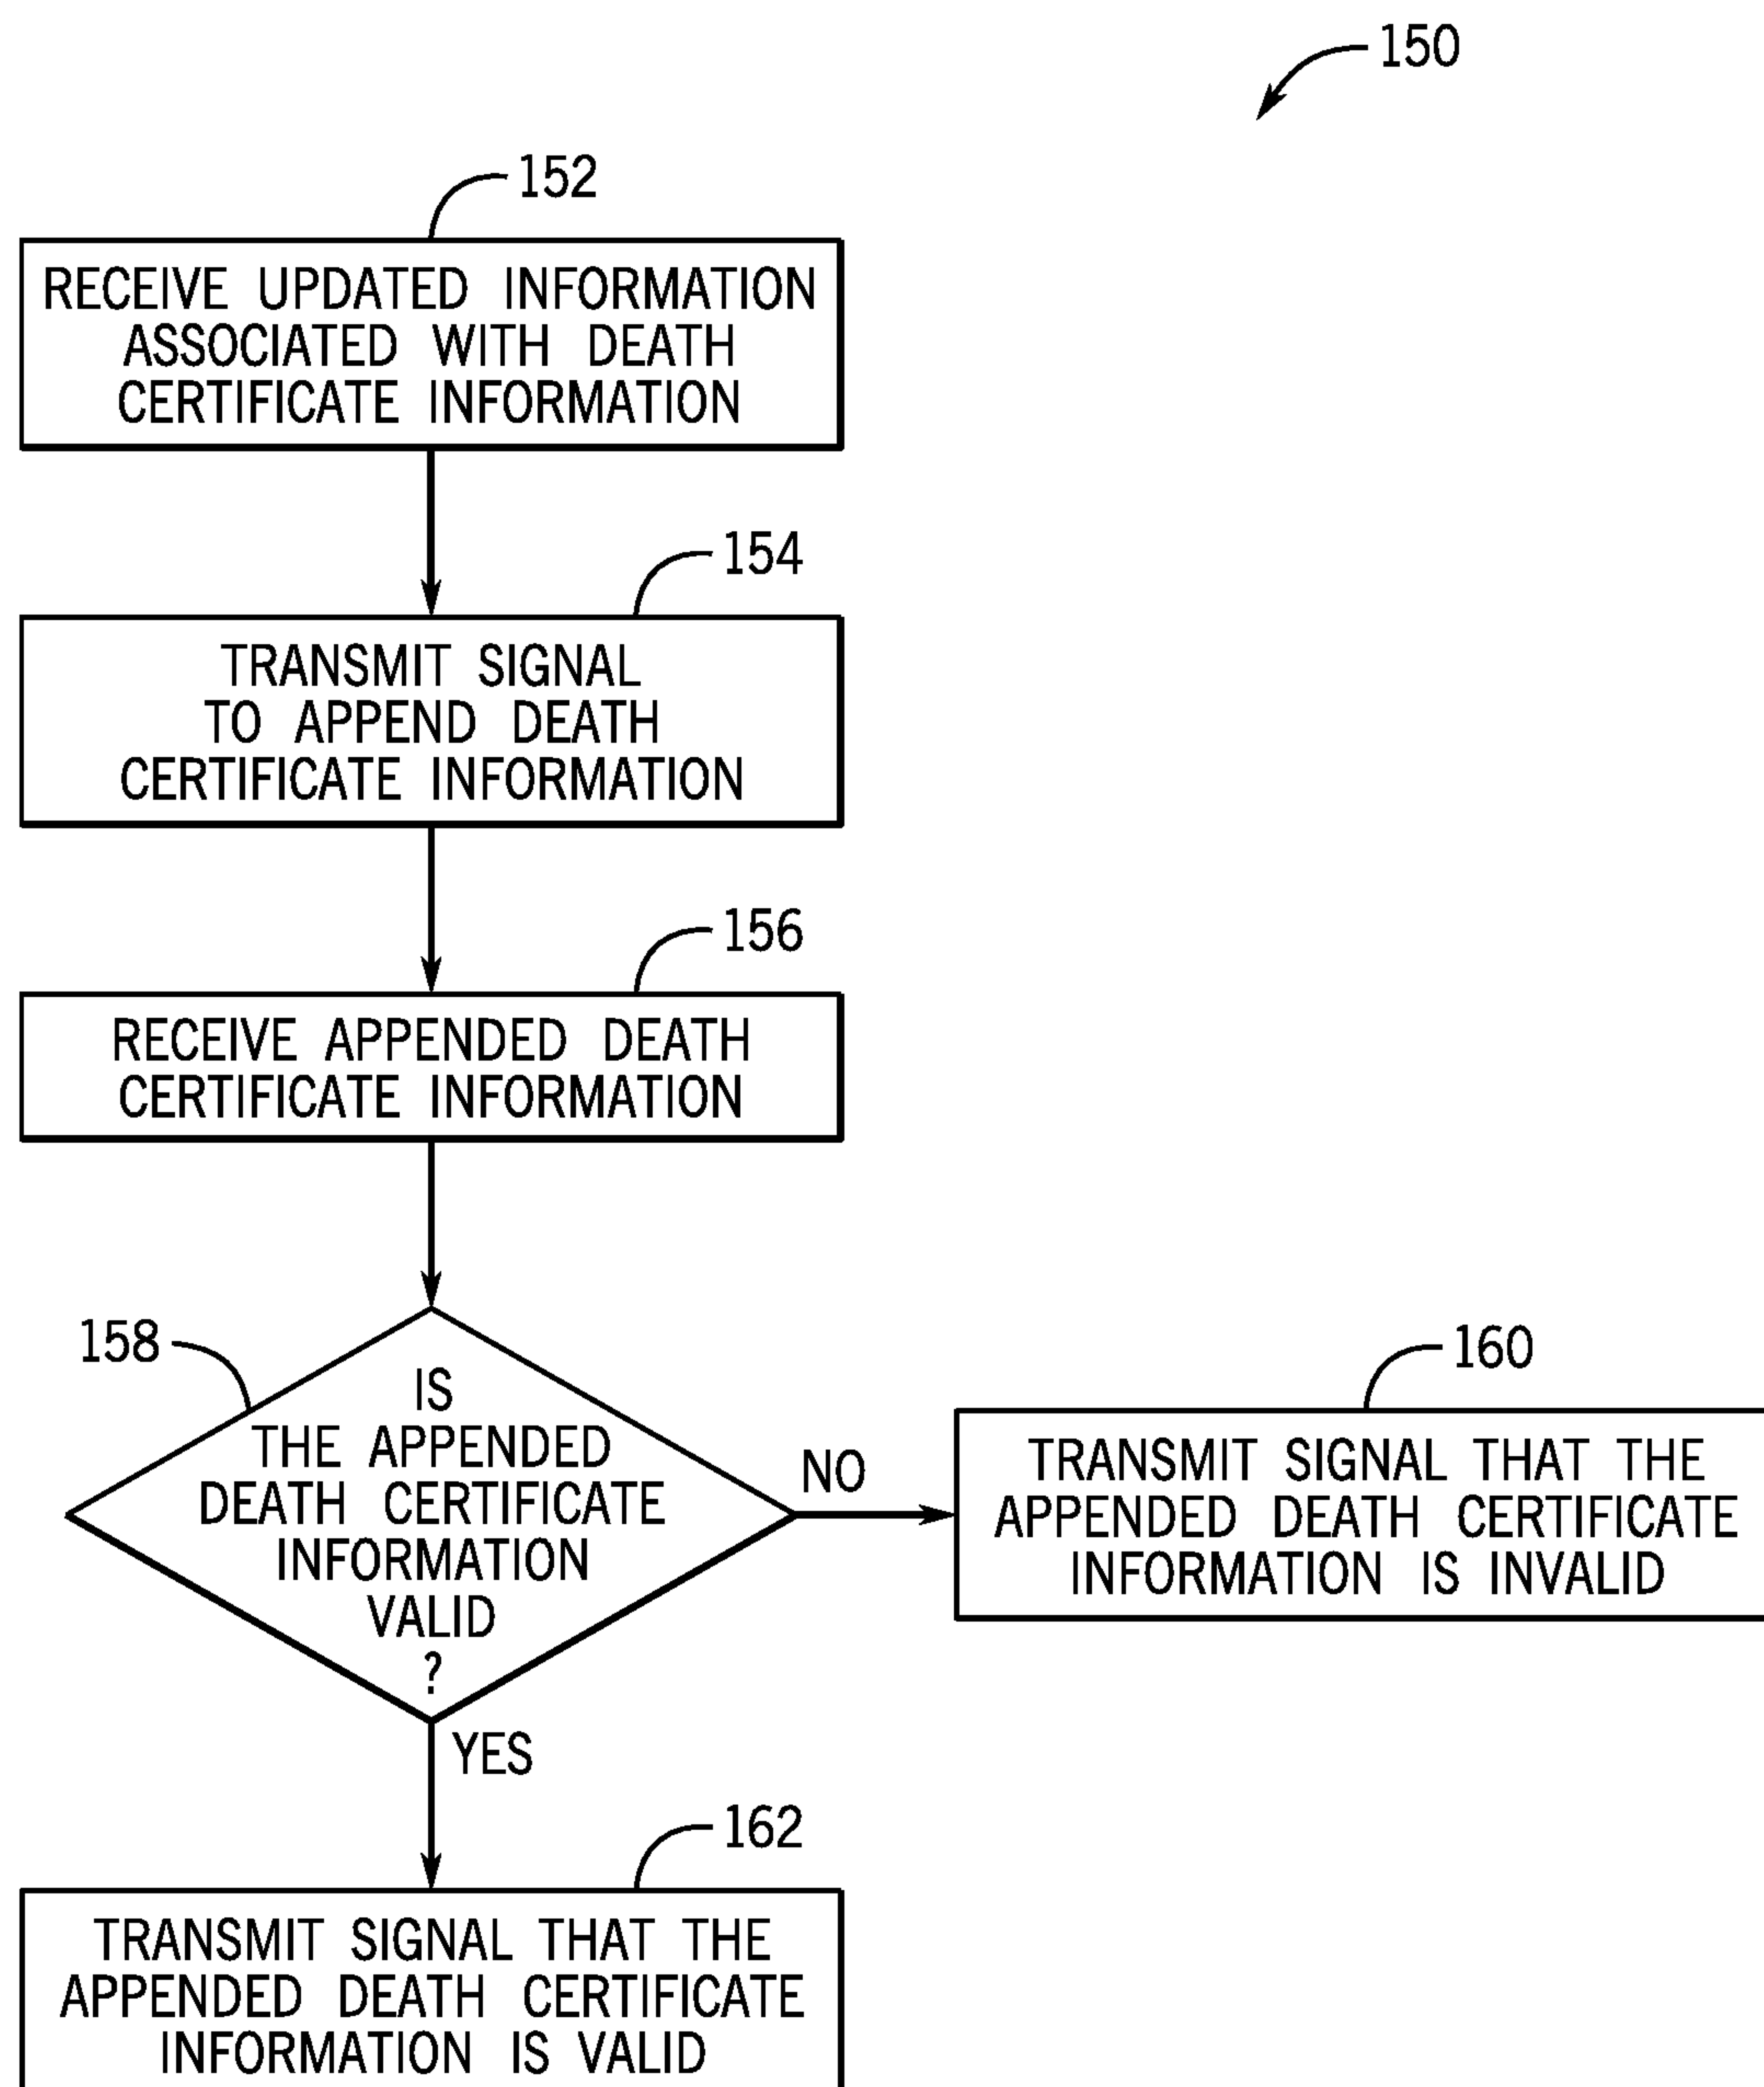 150
152
RECEIVE UPDATED INFORMATION
ASSOCIATED WITH DEATH
CERTIFICATE INFORMATION
154
TRANSMIT SIGNAL
TO APPEND DEATH
CERTIFICATE INFORMATION
156
RECEIVE APPENDED DEATH
CERTIFICATE INFORMATION
158
IS
THE APPENDED
DEATH CERTIFICATE
INFORMATION
VALID
?
NO
160
TRANSMIT SIGNAL THAT THE
APPENDED DEATH CERTIFICATE
INFORMATION IS INVALID
YES
162
TRANSMIT SIGNAL THAT THE
APPENDED DEATH CERTIFICATE
INFORMATION IS VALID